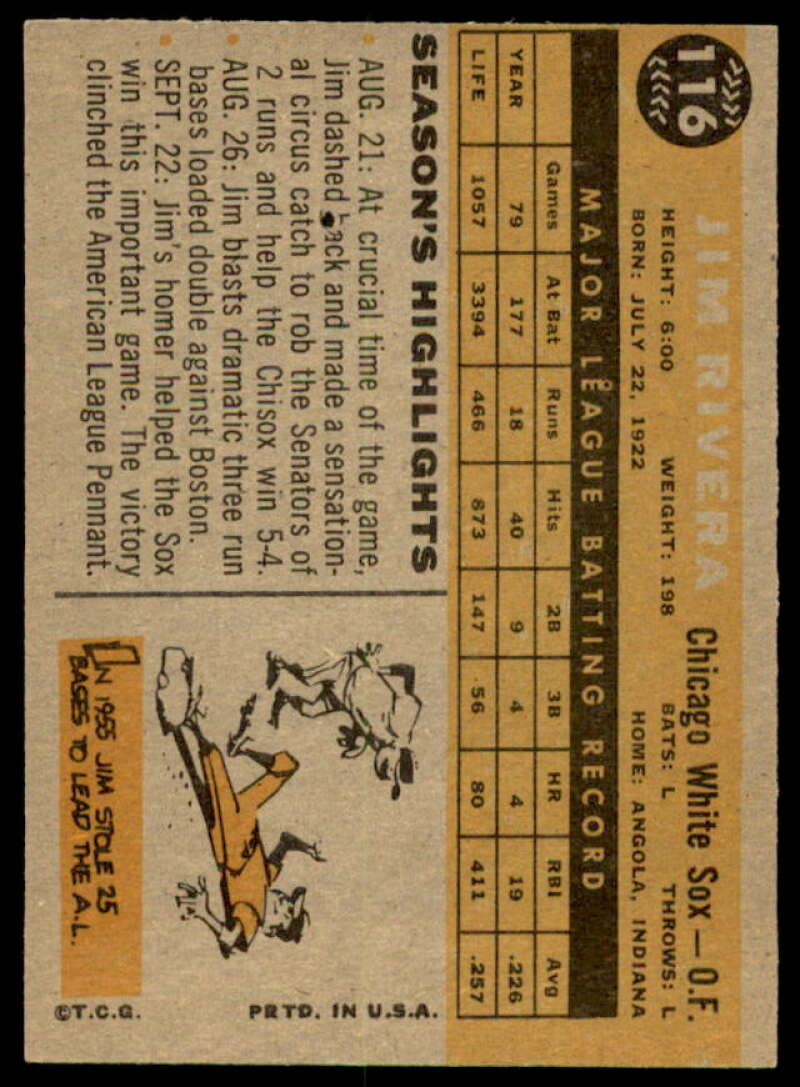 116
JIM RIVERA Chicago White Sox—O.F.
HEIGHT: 6:00 WEIGHT: 198 BATS: L THROWS: L
BORN: JULY 22, 1922 HOME: ANGOLA, INDIANA
MAJOR LEAGUE BATTING RECORD
Games At Bat Runs Hits 2B 3B HR RBI Avg
YEAR 79 177 18 40 9 4 4 19 .226
LIFE 1057 3394 466 873 147 56 80 411 .257
SEASON'S HIGHLIGHTS
AUG. 21: At crucial time of the game,
Jim dashed back and made a sensation-
al circus catch to rob the Senators of
2 runs and help the Chisox win 5-4.
AUG. 26: Jim blasts dramatic three run
bases loaded double against Boston.
SEPT. 22: Jim's homer helped the Sox
win this important game. The victory
clinched the American League Pennant.
IN 1955 JIM STOLE 25
BASES TO LEAD THE A.L.
©T.C.G. PRTD. IN U.S.A.